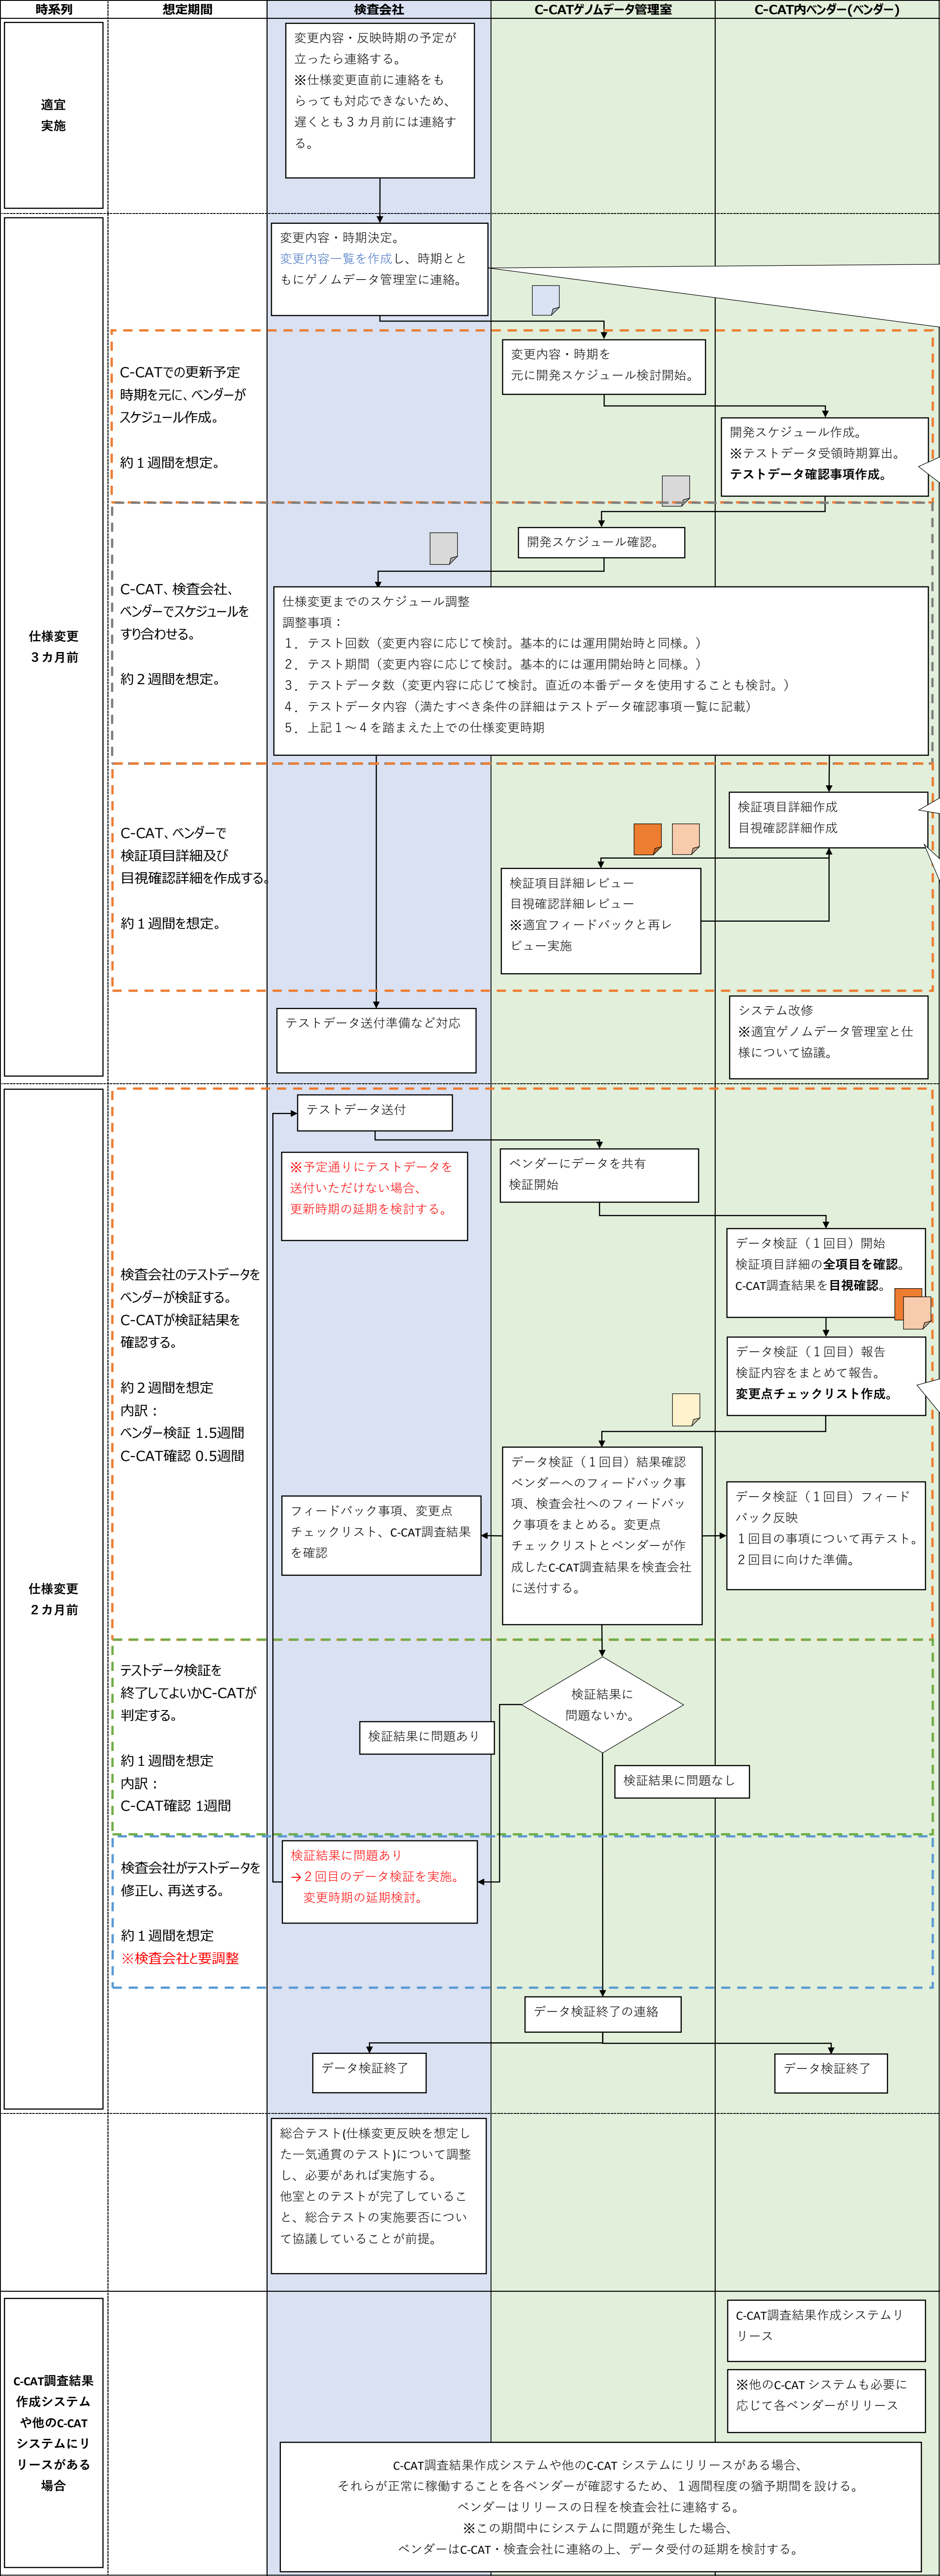 時系列
想定期間
検査会社
C-CATゲノムデータ管理室
C-CAT内ベンダー(ベンダー)
適宜
実施
変更内容・反映時期の予定が
立ったら連絡する。
※仕様変更直前に連絡をも
らっても対応できないため、
遅くとも３カ月前には連絡す
る。
仕様変更
３カ月前
変更内容・時期決定。
変更内容一覧を作成し、時期とと
もにゲノムデータ管理室に連絡。
C-CATでの更新予定
時期を元に、ベンダーが
スケジュール作成。
約１週間を想定。
変更内容・時期を
元に開発スケジュール検討開始。
開発スケジュール作成。
※テストデータ受領時期算出。
テストデータ確認事項作成。
C-CAT、検査会社、
ベンダーでスケジュールを
すり合わせる。
約２週間を想定。
開発スケジュール確認。
仕様変更までのスケジュール調整
調整事項：
１．テスト回数（変更内容に応じて検討。基本的には運用開始時と同様。）
２．テスト期間（変更内容に応じて検討。基本的には運用開始時と同様。）
３．テストデータ数（変更内容に応じて検討。直近の本番データを使用することも検討。）
４．テストデータ内容（満たすべき条件の詳細はテストデータ確認事項一覧に記載）
５．上記１～４を踏まえた上での仕様変更時期
C-CAT、ベンダーで
検証項目詳細及び
目視確認詳細を作成する。
約１週間を想定。
検証項目詳細作成
目視確認詳細作成
検証項目詳細レビュー
目視確認詳細レビュー
※適宜フィードバックと再レ
ビュー実施
テストデータ送付準備など対応
システム改修
※適宜ゲノムデータ管理室と仕
様について協議。
仕様変更
２カ月前
検査会社のテストデータを
ベンダーが検証する。
C-CATが検証結果を
確認する。
約２週間を想定
内訳：
ベンダー検証 1.5週間
C-CAT確認 0.5週間
テストデータ送付
※予定通りにテストデータを
送付いただけない場合、
更新時期の延期を検討する。
ベンダーにデータを共有
検証開始
データ検証（１回目）開始
検証項目詳細の全項目を確認。
C-CAT調査結果を目視確認。
データ検証（１回目）報告
検証内容をまとめて報告。
変更点チェックリスト作成。
データ検証（１回目）結果確認
ベンダーへのフィードバック事
項、検査会社へのフィードバッ
ク事項をまとめる。変更点
チェックリストとベンダーが作
成したC-CAT調査結果を検査会社
に送付する。
フィードバック事項、変更点
チェックリスト、C-CAT調査結果
を確認
データ検証（１回目）フィード
バック反映
１回目の事項について再テスト。
２回目に向けた準備。
テストデータ検証を
終了してよいかC-CATが
判定する。
約１週間を想定
内訳：
C-CAT確認 1週間
検証結果に
問題ないか。
検証結果に問題あり
検証結果に問題なし
検査会社がテストデータを
修正し、再送する。
約１週間を想定
※検査会社と要調整
検証結果に問題あり
→２回目のデータ検証を実施。
変更時期の延期検討。
データ検証終了の連絡
データ検証終了
データ検証終了
総合テスト(仕様変更反映を想定し
た一気通貫のテスト)について調整
し、必要があれば実施する。
他室とのテストが完了しているこ
と、総合テストの実施要否につい
て協議していることが前提。
C-CAT調査結果
作成システム
や他のC-CAT
システムにリ
リースがある
場合
C-CAT調査結果作成システムリ
リース
※他のC-CAT システムも必要に
応じて各ベンダーがリリース
C-CAT調査結果作成システムや他のC-CAT システムにリリースがある場合、
それらが正常に稼働することを各ベンダーが確認するため、１週間程度の猶予期間を設ける。
ベンダーはリリースの日程を検査会社に連絡する。
※この期間中にシステムに問題が発生した場合、
ベンダーはC-CAT・検査会社に連絡の上、データ受付の延期を検討する。